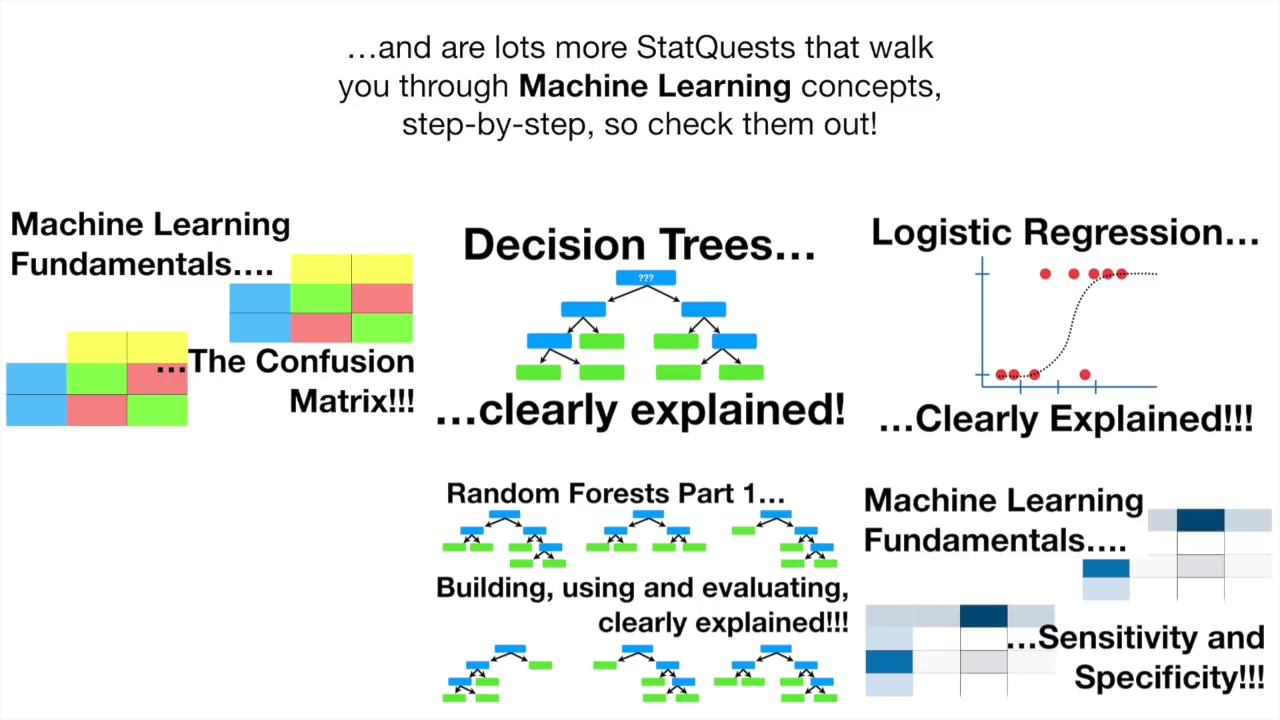 …and are lots more StatQuests that walk
you through Machine Learning concepts,
step-by-step, so check them out!
Machine Learning
Fundamentals….
…The Confusion
Matrix!!!
Decision Trees…
???
…clearly explained!
Logistic Regression…
…Clearly Explained!!!
Random Forests Part 1…
Building, using and evaluating,
clearly explained!!!
Machine Learning
Fundamentals….
…Sensitivity and
Specificity!!!